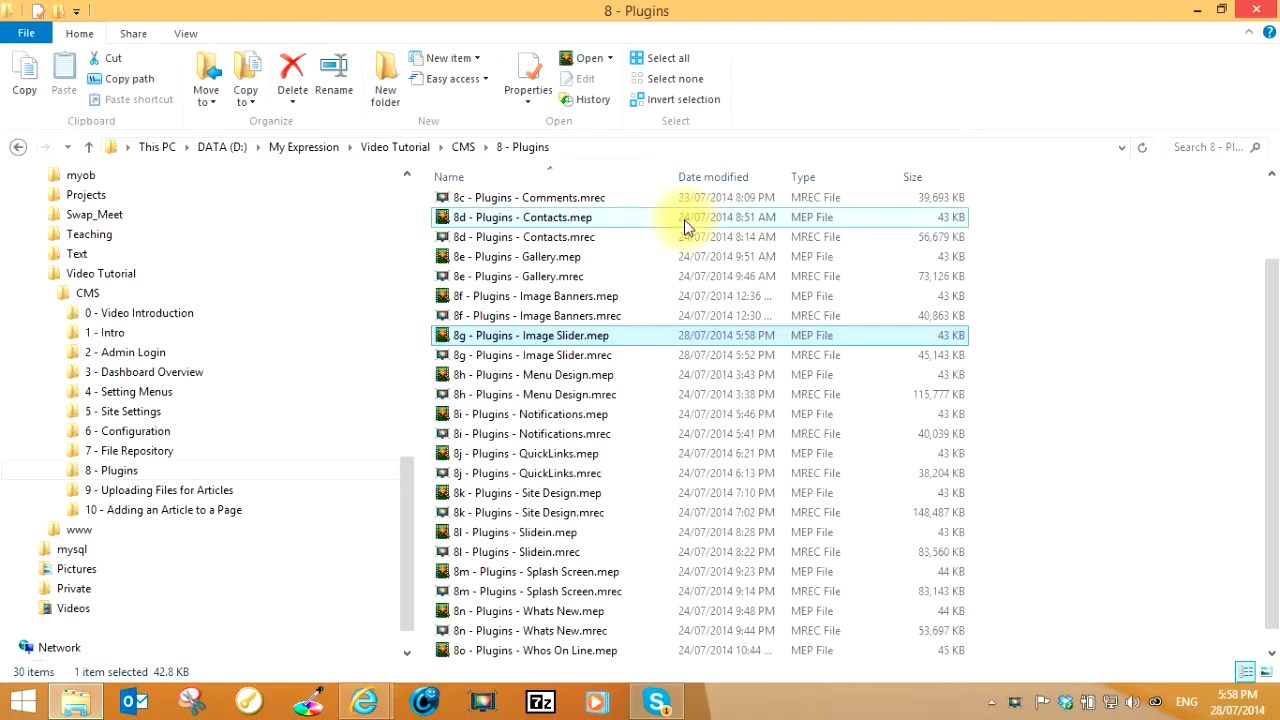 8 - Plugins
File Home Share View
Copy
Paste
Cut
Copy path
Paste shortcut
Clipboard
Move to
Copy to
Delete
Rename
Organize
New folder
New item
Easy access
New
Properties
Open
Edit
History
Open
Select all
Select none
Invert selection
Select
This PC DATA (D:) My Expression Video Tutorial CMS 8 - Plugins
Search 8 - Pl...
myob
Projects
Swap_Meet
Teaching
Text
Video Tutorial
CMS
0 - Video Introduction
1 - Intro
2 - Admin Login
3 - Dashboard Overview
4 - Setting Menus
5 - Site Settings
6 - Configuration
7 - File Repository
8 - Plugins
9 - Uploading Files for Articles
10 - Adding an Article to a Page
www
mysql
Pictures
Private
Videos
Network
Name Date modified Type Size
8c - Plugins - Comments.mrec 23/07/2014 8:09 PM MREC File 39,693 KB
8d - Plugins - Contacts.mep 24/07/2014 8:51 AM MEP File 43 KB
8d - Plugins - Contacts.mrec 24/07/2014 8:14 AM MREC File 56,679 KB
8e - Plugins - Gallery.mep 24/07/2014 9:51 AM MEP File 43 KB
8e - Plugins - Gallery.mrec 24/07/2014 9:46 AM MREC File 73,126 KB
8f - Plugins - Image Banners.mep 24/07/2014 12:36 ... MEP File 43 KB
8f - Plugins - Image Banners.mrec 24/07/2014 12:30 ... MREC File 40,863 KB
8g - Plugins - Image Slider.mep 28/07/2014 5:58 PM MEP File 43 KB
8g - Plugins - Image Slider.mrec 28/07/2014 5:52 PM MREC File 45,143 KB
8h - Plugins - Menu Design.mep 24/07/2014 3:43 PM MEP File 43 KB
8h - Plugins - Menu Design.mrec 24/07/2014 3:38 PM MREC File 115,777 KB
8i - Plugins - Notifications.mep 24/07/2014 5:46 PM MEP File 43 KB
8i - Plugins - Notifications.mrec 24/07/2014 5:41 PM MREC File 40,039 KB
8j - Plugins - QuickLinks.mep 24/07/2014 6:21 PM MEP File 43 KB
8j - Plugins - QuickLinks.mrec 24/07/2014 6:13 PM MREC File 38,204 KB
8k - Plugins - Site Design.mep 24/07/2014 7:10 PM MEP File 43 KB
8k - Plugins - Site Design.mrec 24/07/2014 7:02 PM MREC File 148,487 KB
8l - Plugins - Slidein.mep 24/07/2014 8:28 PM MEP File 43 KB
8l - Plugins - Slidein.mrec 24/07/2014 8:22 PM MREC File 83,560 KB
8m - Plugins - Splash Screen.mep 24/07/2014 9:23 PM MEP File 44 KB
8m - Plugins - Splash Screen.mrec 24/07/2014 9:14 PM MREC File 83,143 KB
8n - Plugins - Whats New.mep 24/07/2014 9:48 PM MEP File 44 KB
8n - Plugins - Whats New.mrec 24/07/2014 9:44 PM MREC File 53,697 KB
8o - Plugins - Whos On Line.mep 24/07/2014 10:44 ... MEP File 45 KB
30 items 1 item selected 42.8 KB
7z
ENG
5:58 PM
28/07/2014